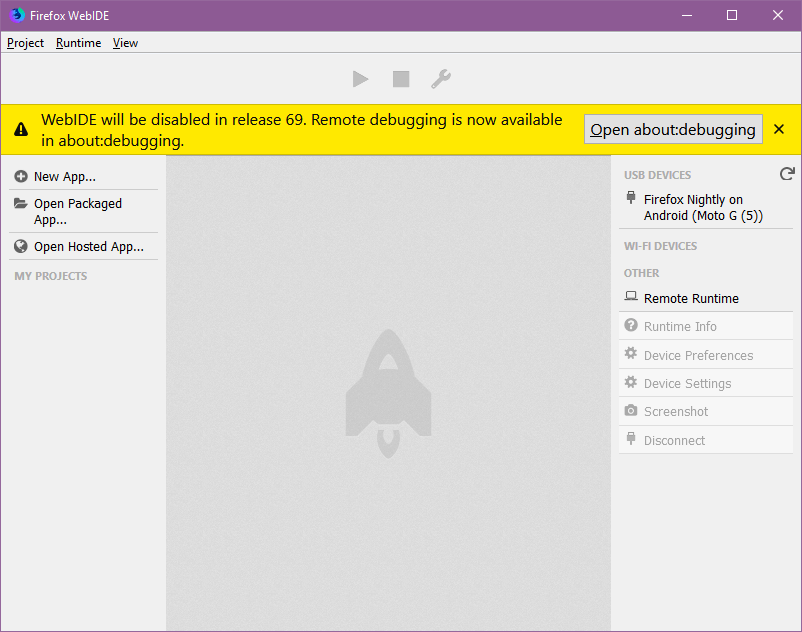 Firefox WebIDE
Project Runtime View
WebIDE will be disabled in release 69. Remote debugging is now available
in about:debugging.
Open about:debugging
New App...
Open Packaged
App...
Open Hosted App...
MY PROJECTS
USB DEVICES
Firefox Nightly on
Android (Moto G (5))
WI-FI DEVICES
OTHER
Remote Runtime
Runtime Info
Device Preferences
Device Settings
Screenshot
Disconnect